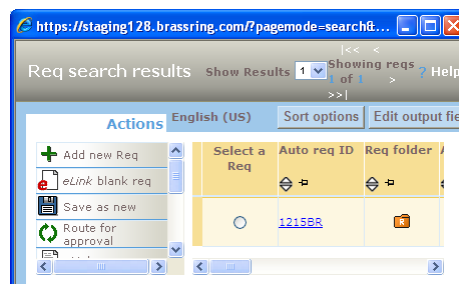 https://staging128.brassring.com/?pagemode=search&t...
Req search results
Show Results 1
|<< <
Showing reqs
1 of 1 >
>>|
? Help
Actions
English (US)
Sort options
Edit output fie
Add new Req
eLink blank req
Save as new
Route for
approval
Select a
Req
Auto req ID
Req folder
1215BR
R